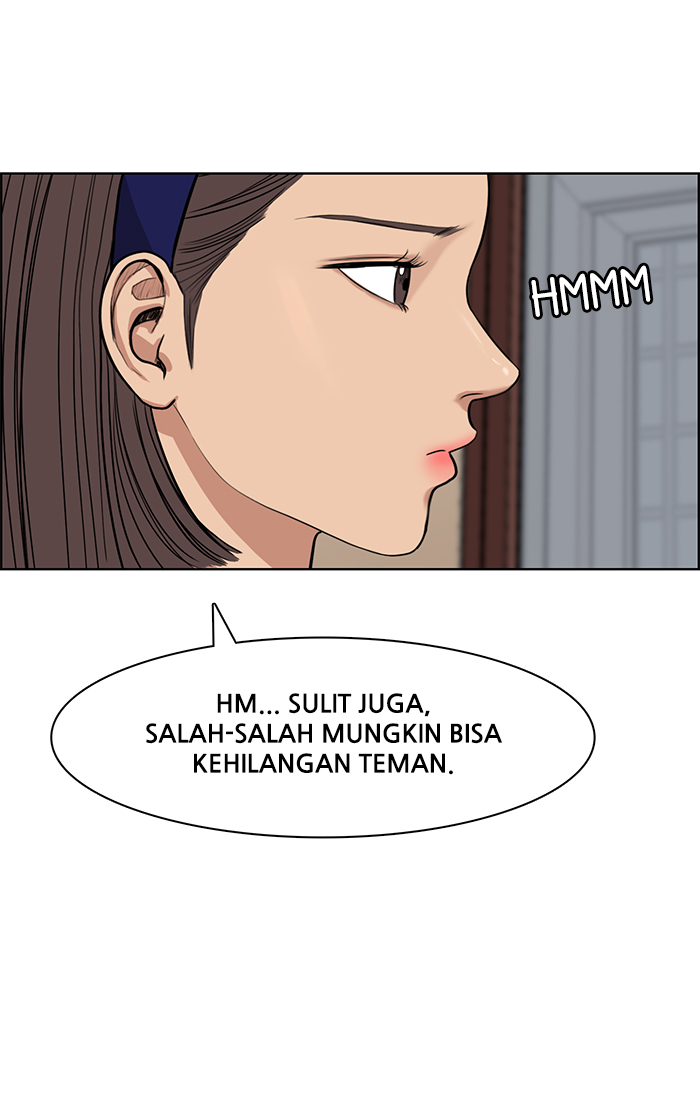 HMMM
HM... SULIT JUGA,
SALAH-SALAH MUNGKIN BISA
KEHILANGAN TEMAN.